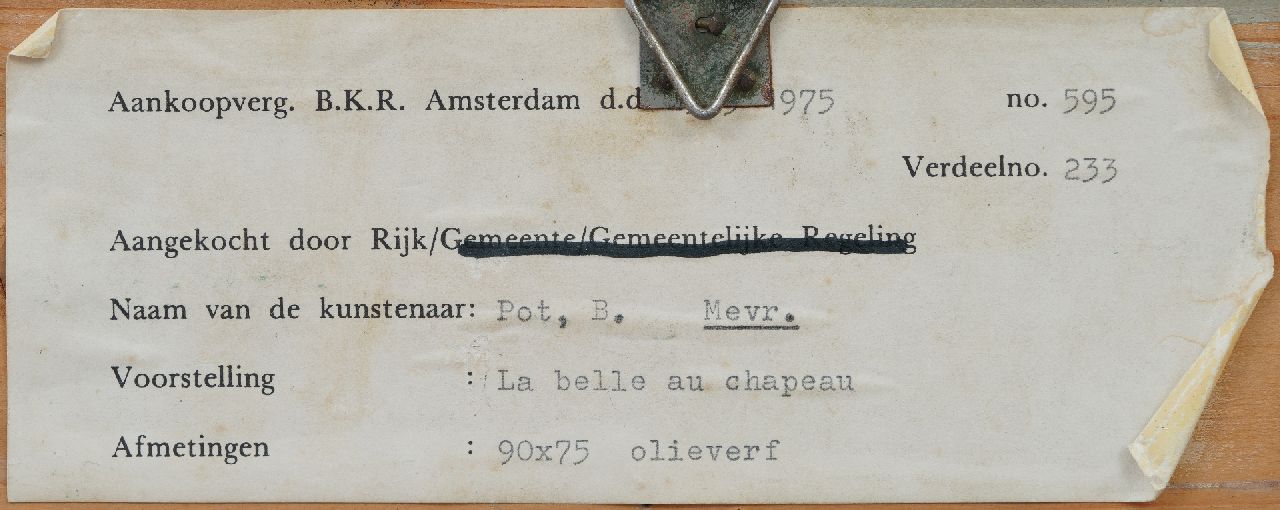 Aankoopverg. B.K.R. Amsterdam d.d 1975 no. 595
Verdeelno. 233
Aangekocht door Rijk/Gemeente/Gemeentelijke Regeling
Naam van de kunstenaar: Pot, B. Mevr.
Voorstelling : La belle au chapeau
Afmetingen : 90x75 olieverf